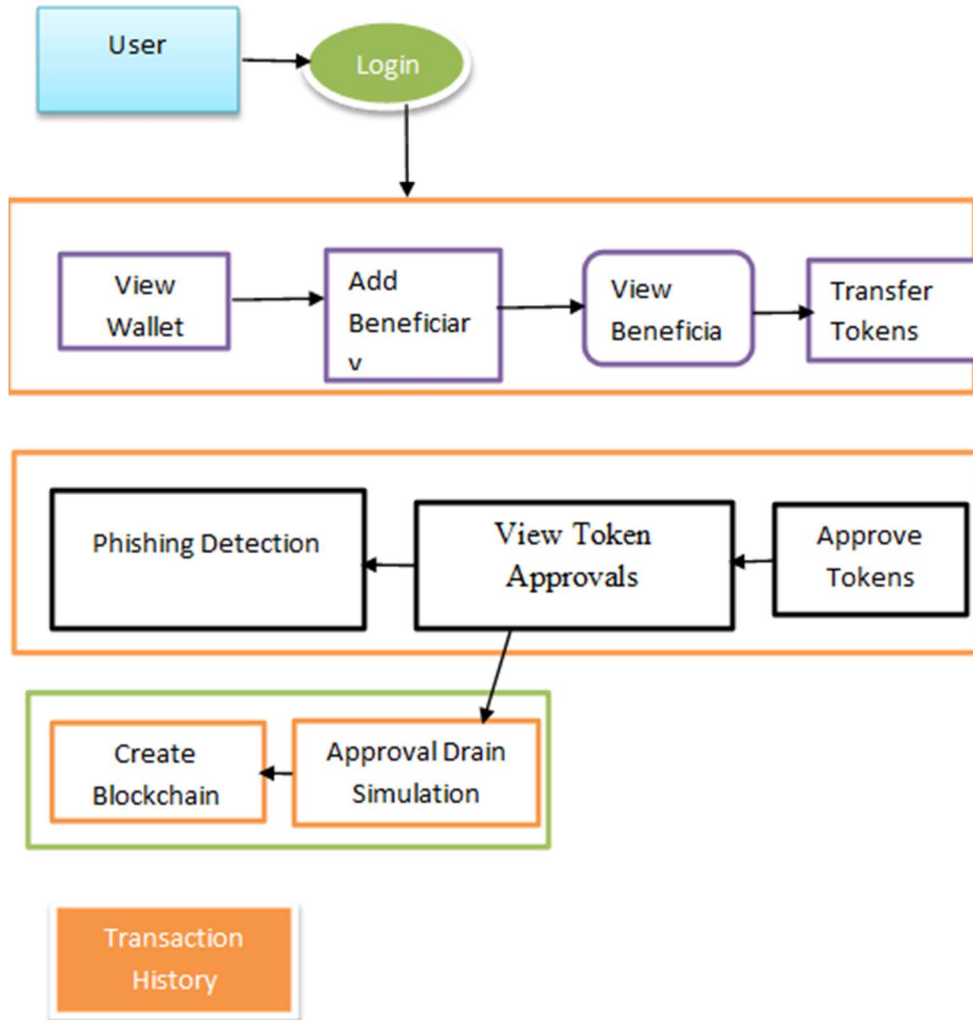 User
Login
View
Wallet
Add
Beneficiar
y
View
Beneficia
Transfer
Tokens
Phishing Detection
View Token
Approvals
Approve
Tokens
Create
Blockchain
Approval Drain
Simulation
Transaction
History